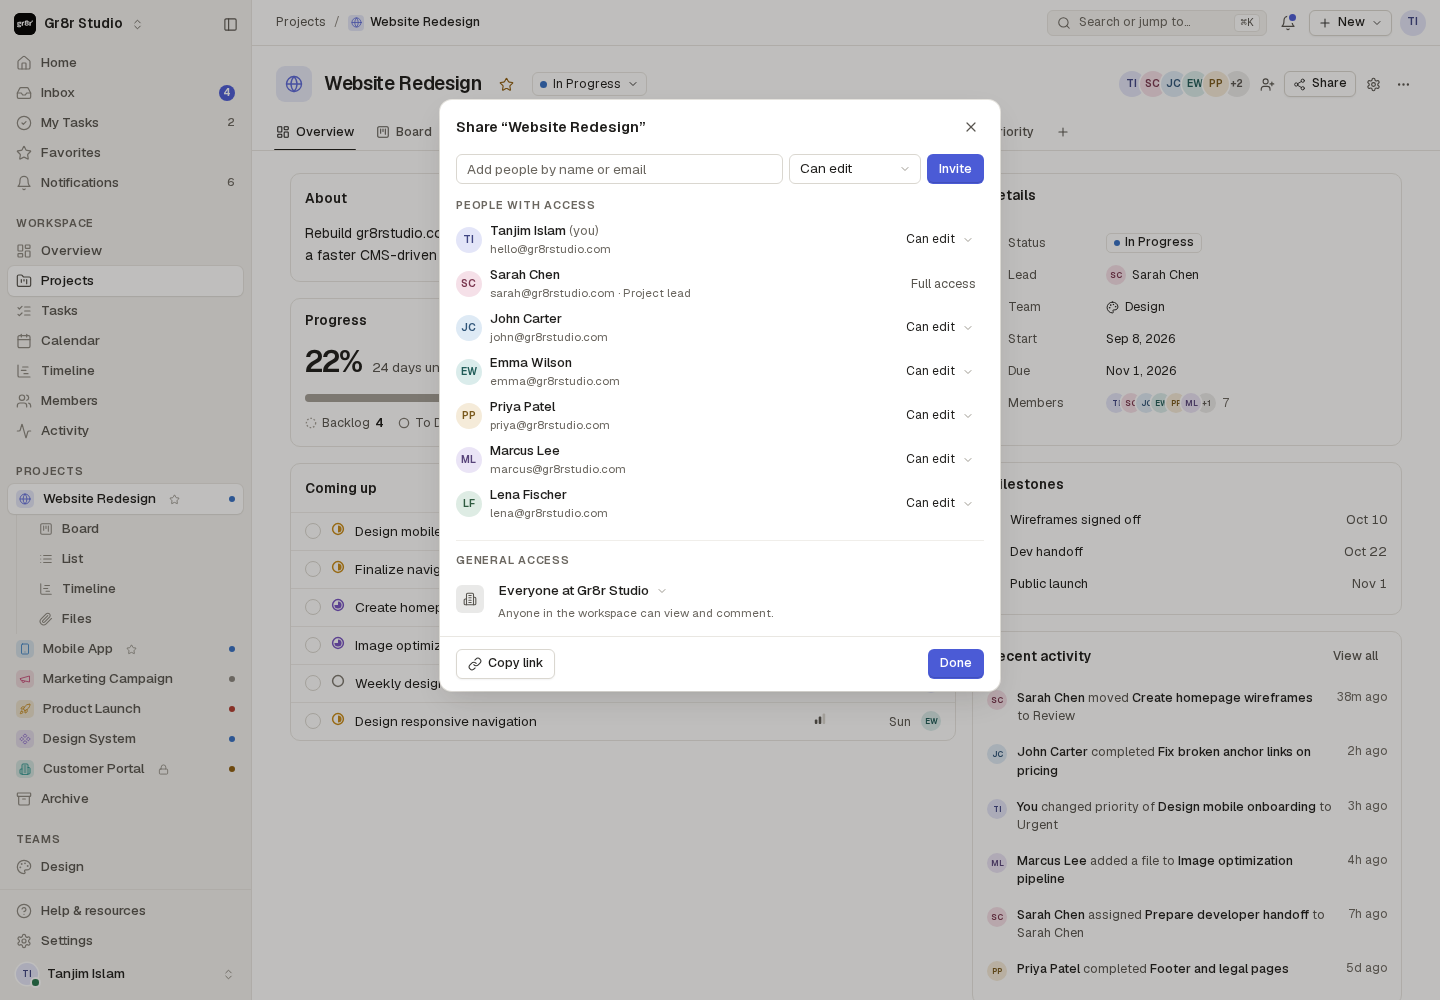 gr8r
Gr8r Studio
Home
Inbox
4
My Tasks
2
Favorites
Notifications
6
WORKSPACE
Overview
Projects
Tasks
Calendar
Timeline
Members
Activity
PROJECTS
Website Redesign
Board
List
Timeline
Files
Mobile App
Marketing Campaign
Product Launch
Design System
Customer Portal
Archive
TEAMS
Design
Help & resources
Settings
TI
Tanjim Islam
Projects / Website Redesign
Search or jump to…
⌘K
New
TI
Website Redesign
In Progress
TI SC JC EW PP +2
Share
Overview
Board
About
Rebuild gr8rstudio.co
a faster CMS-driven
Progress
22% 24 days un
Backlog 4
Coming up
Finalize navig
Image optimiz
Design responsive navigation
Sun
EW
Share “Website Redesign”
Add people by name or email
Can edit
Invite
PEOPLE WITH ACCESS
TI
Tanjim Islam (you)
hello@gr8rstudio.com
Can edit
SC
Sarah Chen
sarah@gr8rstudio.com · Project lead
Full access
JC
John Carter
john@gr8rstudio.com
Can edit
EW
Emma Wilson
emma@gr8rstudio.com
Can edit
PP
Priya Patel
priya@gr8rstudio.com
Can edit
ML
Marcus Lee
marcus@gr8rstudio.com
Can edit
LF
Lena Fischer
lena@gr8rstudio.com
Can edit
GENERAL ACCESS
Everyone at Gr8r Studio
Anyone in the workspace can view and comment.
Copy link
Done
Status
In Progress
Lead
SC Sarah Chen
Team
Design
Start
Sep 8, 2026
Due
Nov 1, 2026
Members
ML +1 7
Wireframes signed off
Oct 10
Dev handoff
Oct 22
Public launch
Nov 1
activity
View all
SC
Sarah Chen moved Create homepage wireframes
to Review
38m ago
JC
John Carter completed Fix broken anchor links on
pricing
2h ago
TI
You changed priority of Design mobile onboarding to
Urgent
3h ago
ML
Marcus Lee added a file to Image optimization
pipeline
4h ago
SC
Sarah Chen assigned Prepare developer handoff to
Sarah Chen
7h ago
PP
Priya Patel completed Footer and legal pages
5d ago